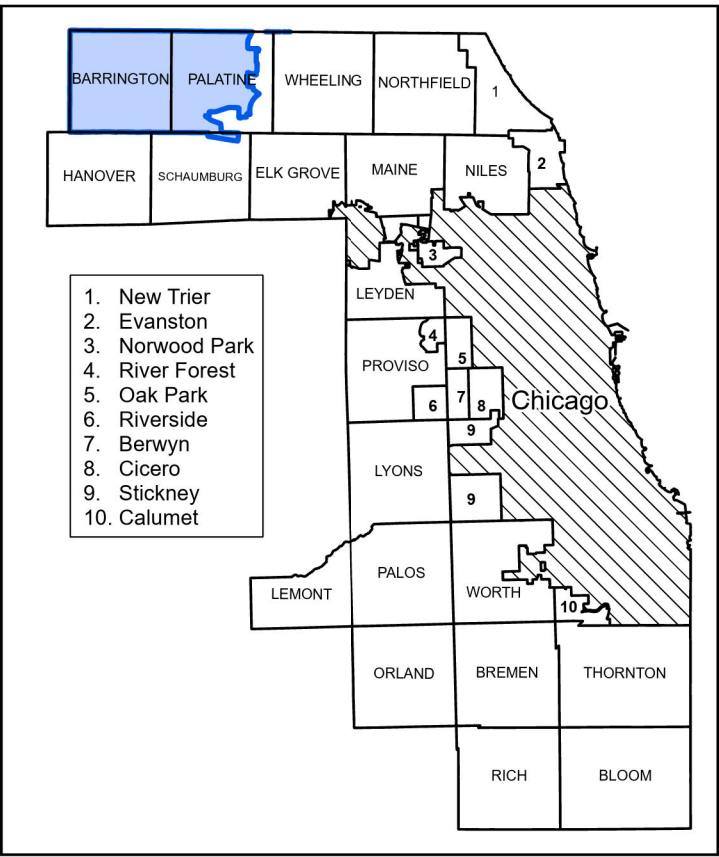 BARRINGTON PALATINE WHEELING NORTHFIELD 1
HANOVER SCHAUMBURG ELK GROVE MAINE NILES 2
3
LEYDEN
1. New Trier
2. Evanston
3. Norwood Park
4. River Forest
5. Oak Park
6. Riverside
7. Berwyn
8. Cicero
9. Stickney
10. Calumet
4
PROVISO 5
6 7 8 Chicago
9
LYONS
9
PALOS
LEMONT WORTH 10
ORLAND BREMEN THORNTON
RICH BLOOM